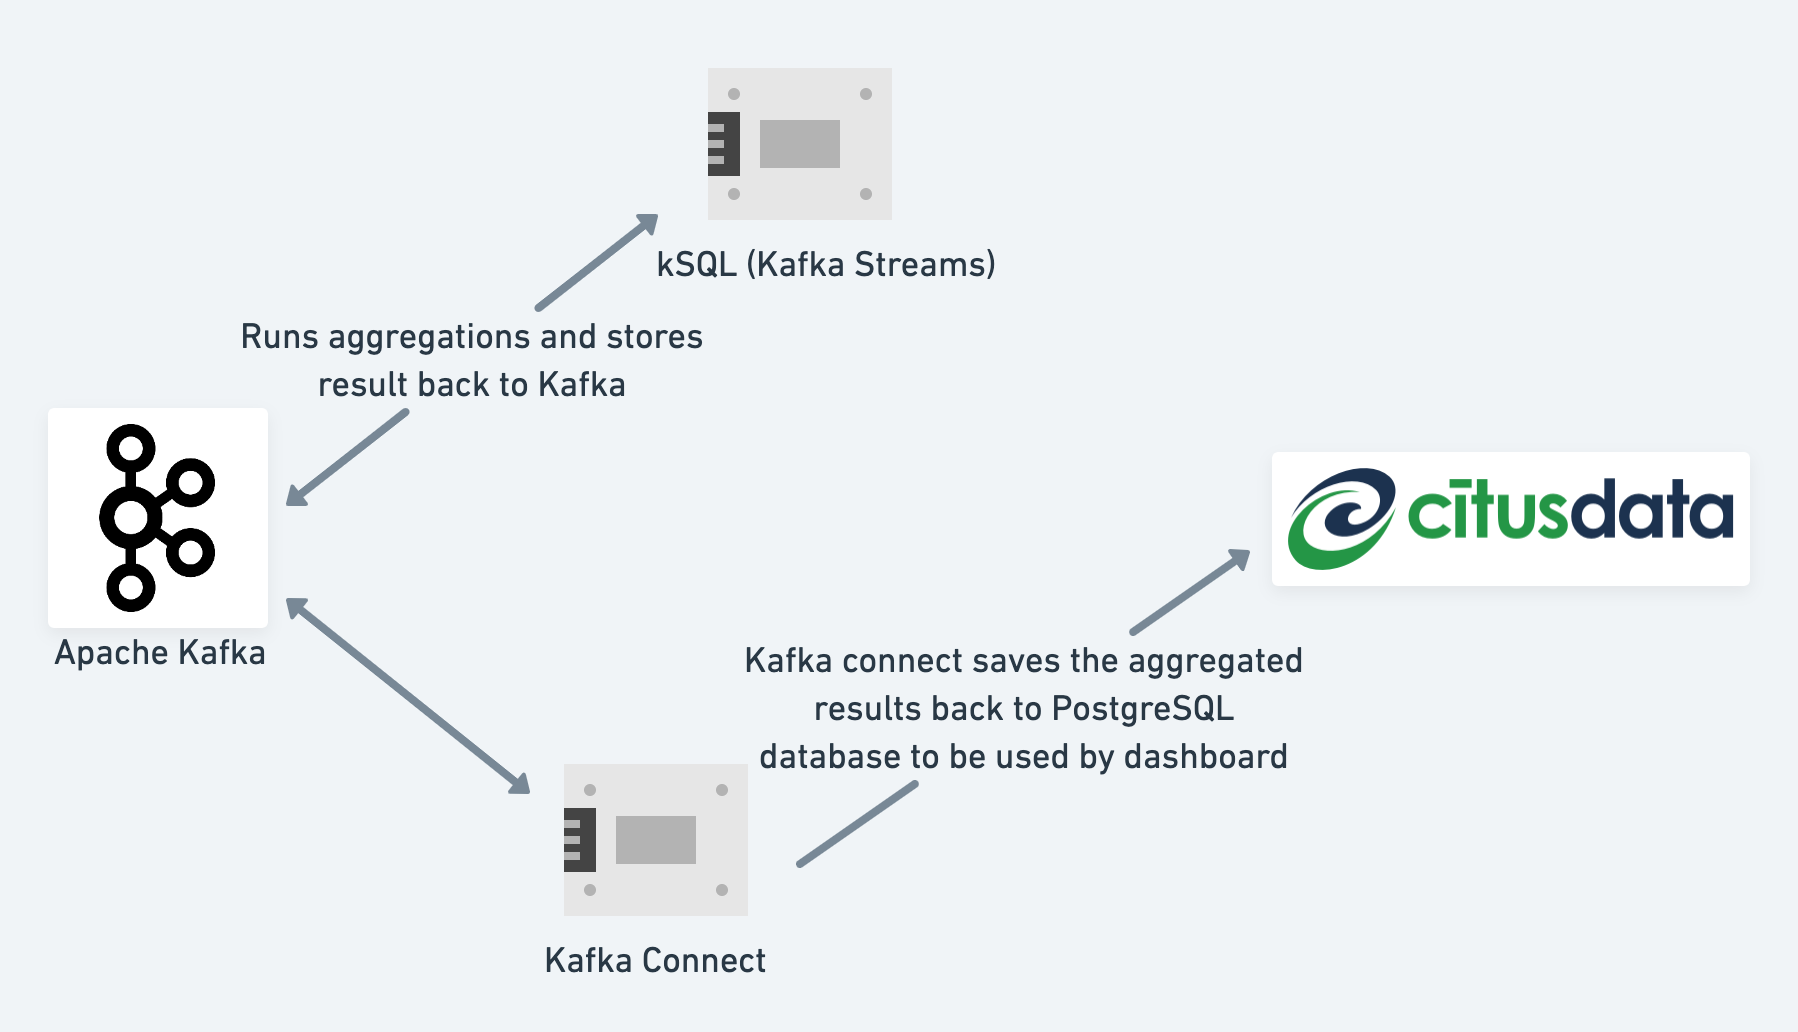 kSQL (Kafka Streams)
Runs aggregations and stores
result back to Kafka
Apache Kafka
cītusdata
Kafka connect saves the aggregated
results back to PostgreSQL
database to be used by dashboard
Kafka Connect